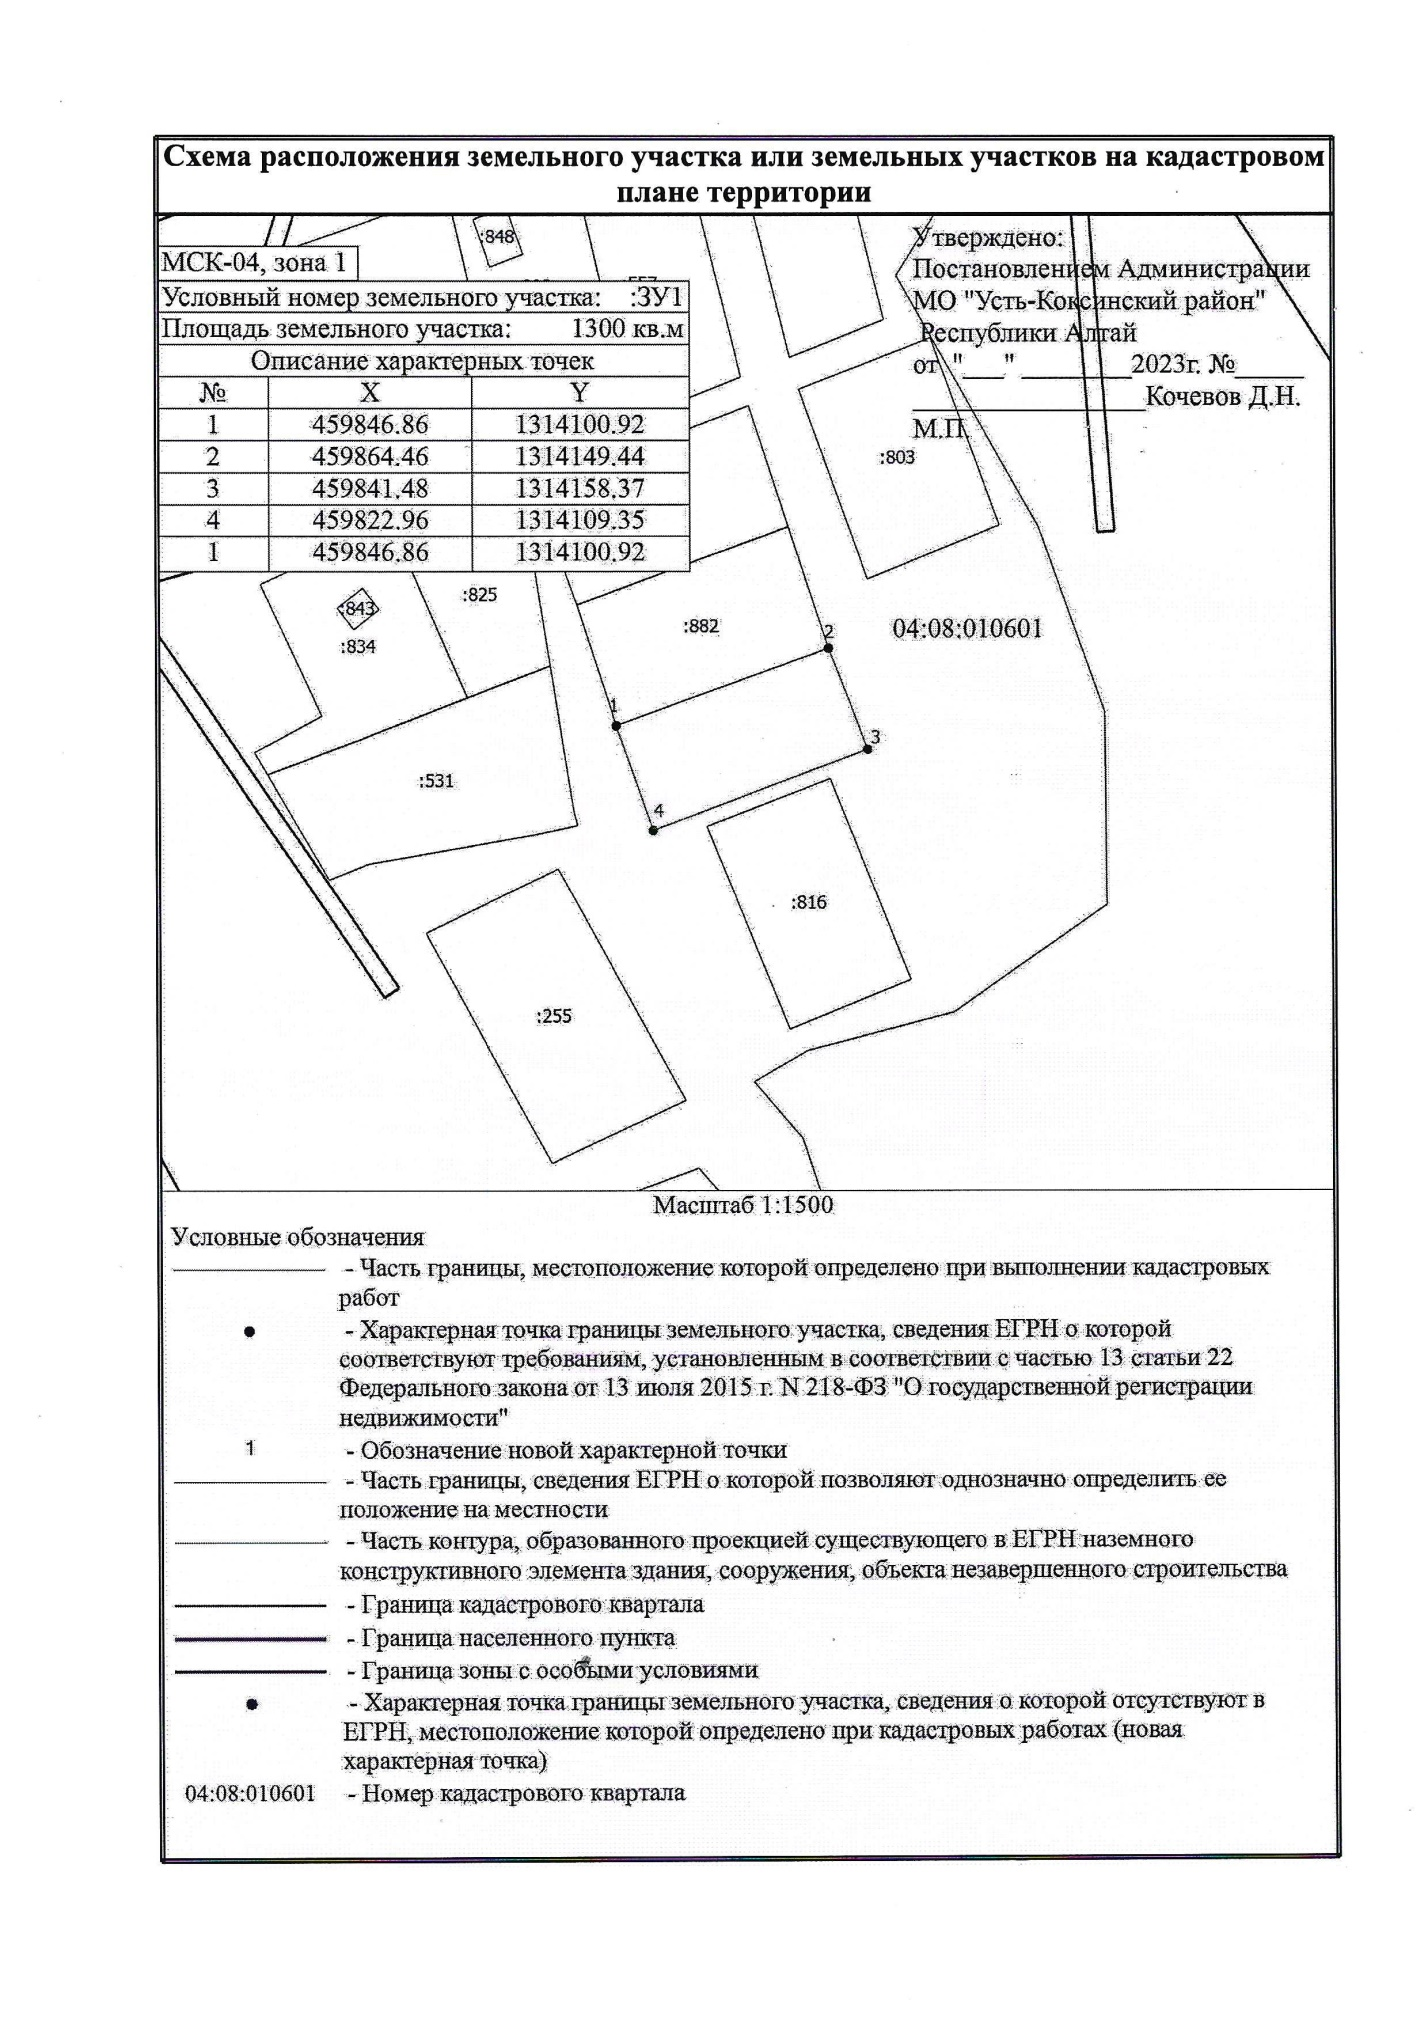 Схема расположения земельного участка или земельных участков на кадастровом
плане территории
МСК-04, зона 1
Условный номер земельного участка: :ЗУ1
Площадь земельного участка: 1300 кв.м
Описание характерных точек
№ X Y
1 459846.86 1314100.92
2 459864.46 1314149.44
3 459841.48 1314158.37
4 459822.96 1314109.35
1 459846.86 1314100.92
Утверждено:
Постановлением Администрации
МО "Усть-Коксинский район"
Республики Алтай
от "___" ________2023г. №_____
_________________Кочевов Д.Н.
М.П.
:848
:803
:843
:825
:834
:882
2
04:08:010601
1
3
:531
4
:816
:255
Масштаб 1:1500
Условные обозначения
- Часть границы, местоположение которой определено при выполнении кадастровых
работ
- Характерная точка границы земельного участка, сведения ЕГРН о которой
соответствуют требованиям, установленным в соответствии с частью 13 статьи 22
Федерального закона от 13 июля 2015 г. N 218-ФЗ "О государственной регистрации
недвижимости"
1 - Обозначение новой характерной точки
- Часть границы, сведения ЕГРН о которой позволяют однозначно определить ее
положение на местности
- Часть контура, образованного проекцией существующего в ЕГРН наземного
конструктивного элемента здания, сооружения, объекта незавершенного строительства
- Граница кадастрового квартала
- Граница населенного пункта
- Граница зоны с особыми условиями
- Характерная точка границы земельного участка, сведения о которой отсутствуют в
ЕГРН, местоположение которой определено при кадастровых работах (новая
характерная точка)
04:08:010601 - Номер кадастрового квартала